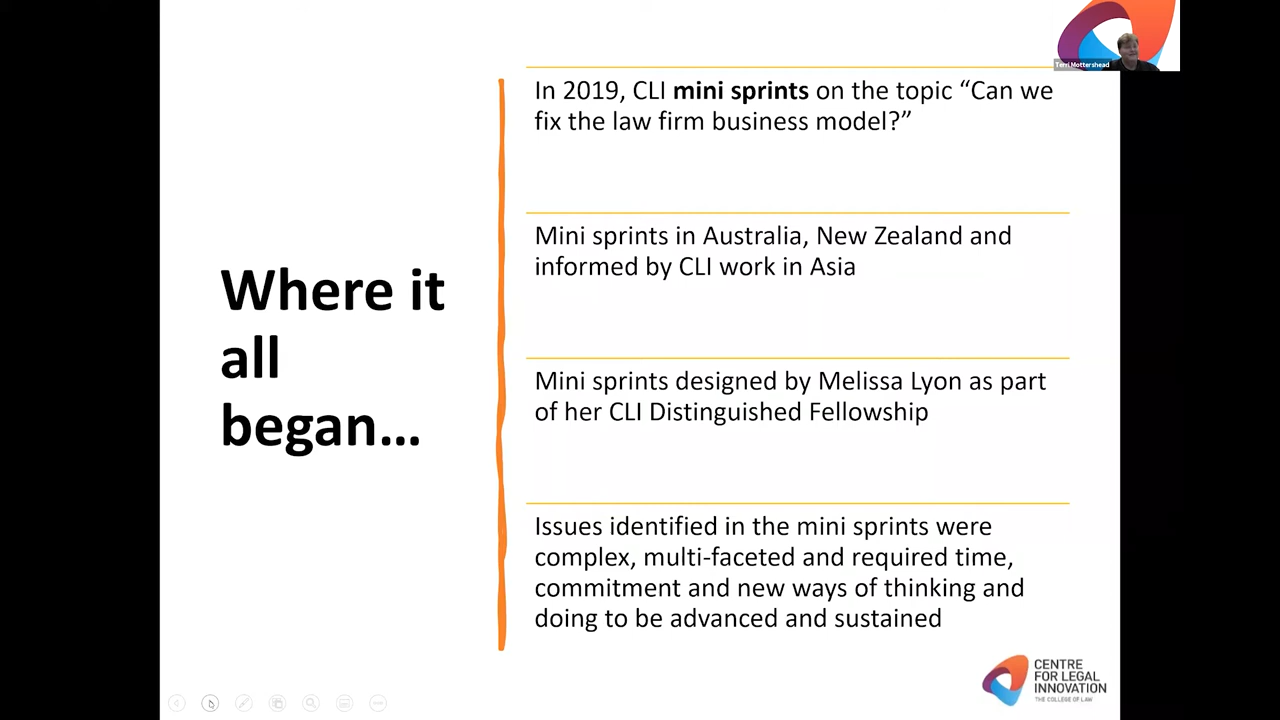 Terri Mottershead
Where it
all
began...
In 2019, CLI mini sprints on the topic “Can we
fix the law firm business model?”
Mini sprints in Australia, New Zealand and
informed by CLI work in Asia
Mini sprints designed by Melissa Lyon as part
of her CLI Distinguished Fellowship
Issues identified in the mini sprints were
complex, multi-faceted and required time,
commitment and new ways of thinking and
doing to be advanced and sustained
CENTRE
FOR LEGAL
INNOVATION
THE COLLEGE OF LAW